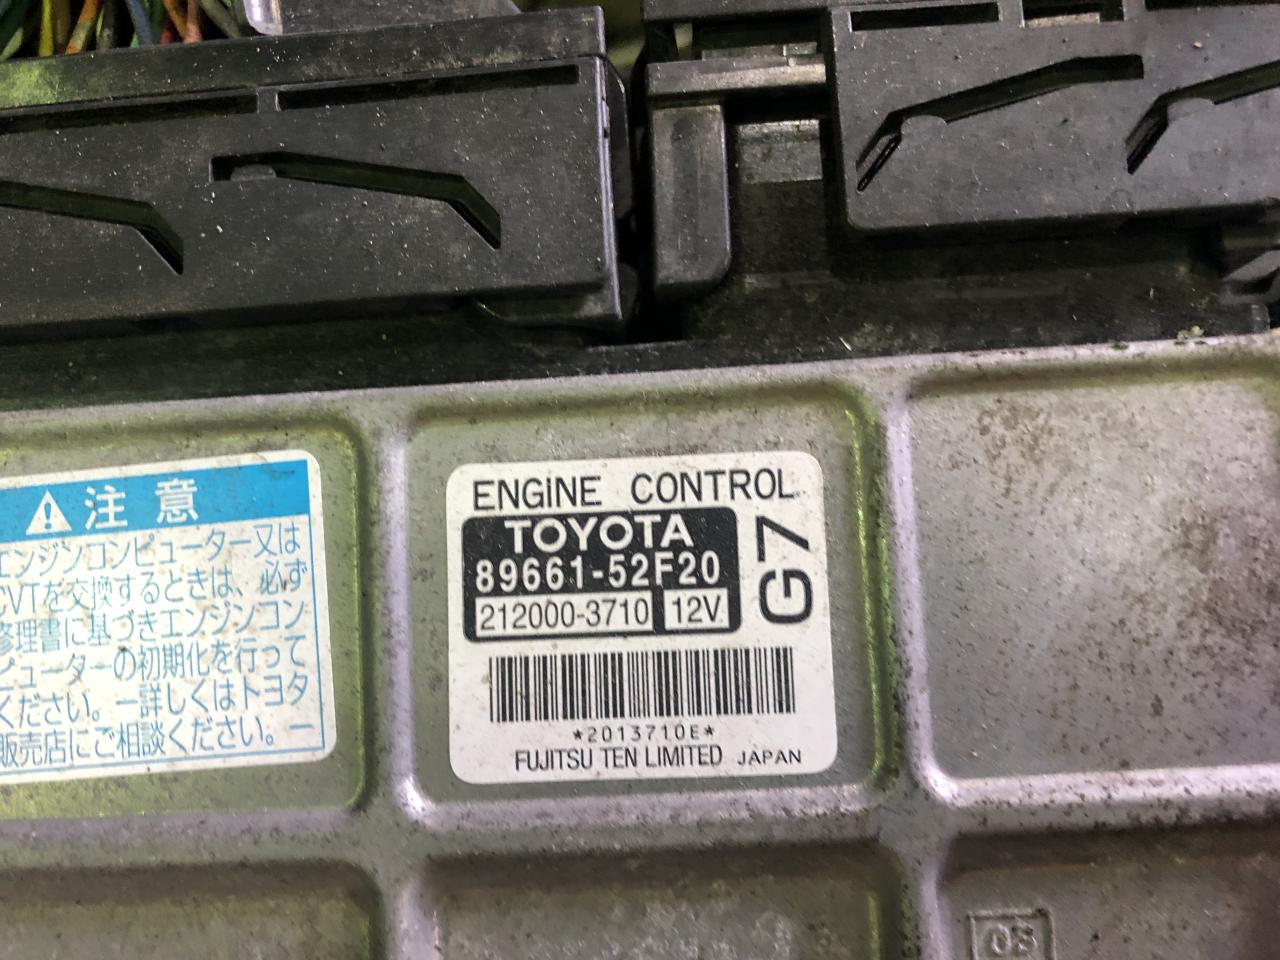 注意
エンジンコンピューター又は
CVTを交換するときは、必ず
修理書に基づきエンジンコン
ピューターの初期化を行って
ください。ー詳しくはトヨタ
販売店にご相談ください。ー
ENGINE CONTROL
TOYOTA
89661-52F20
212000-3710 12V
G7
*2013710E*
FUJITSU TEN LIMITED JAPAN